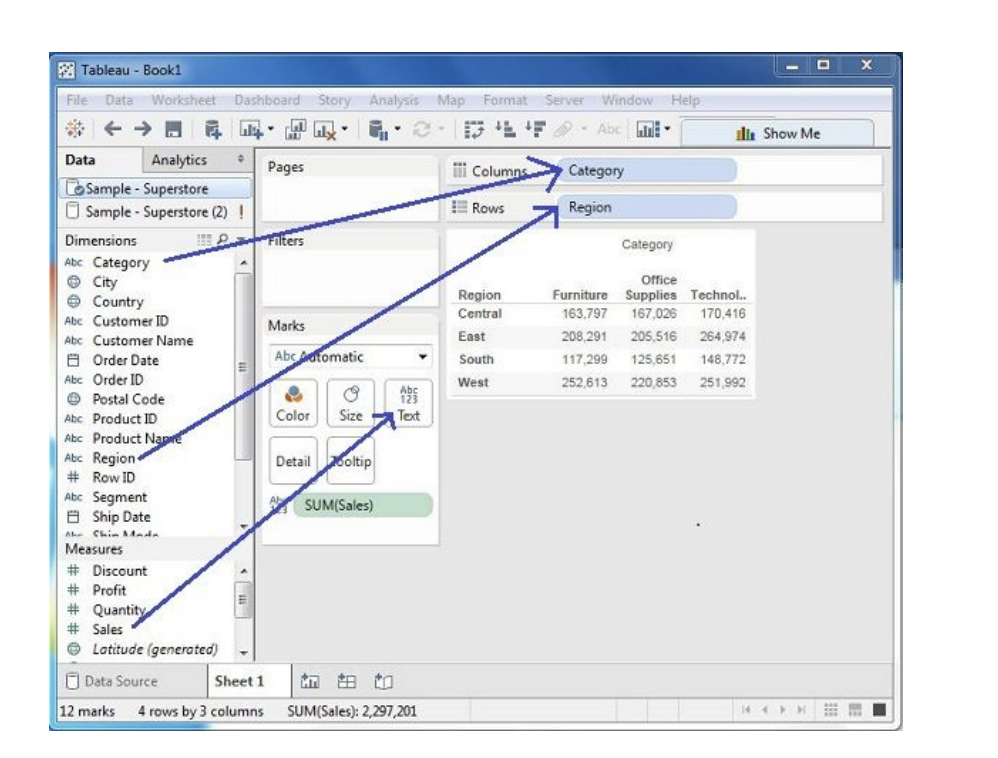 Tableau - Book1
File Data Worksheet Dashboard Story Analysis Map Format Server Window Help
Abc Show Me
Data Analytics
Sample - Superstore
Sample - Superstore (2) !
Dimensions
Abc Category
City
Country
Abc Customer ID
Abc Customer Name
Order Date
Abc Order ID
Postal Code
Abc Product ID
Abc Product Name
Abc Region
# Row ID
Abc Segment
Ship Date
Abc Ship Mode
Measures
# Discount
# Profit
# Quantity
# Sales
Latitude (generated)
Pages
Filters
Marks
Abc Automatic
Color Size Abc 123 Text
Detail Tooltip
Abc 123 SUM(Sales)
Columns Category
Rows Region
Category
Region Furniture Office Supplies Technol..
Central 163,797 167,026 170,416
East 208,291 205,516 264,974
South 117,299 125,651 148,772
West 252,613 220,853 251,992
Data Source Sheet 1
12 marks 4 rows by 3 columns SUM(Sales): 2,297,201